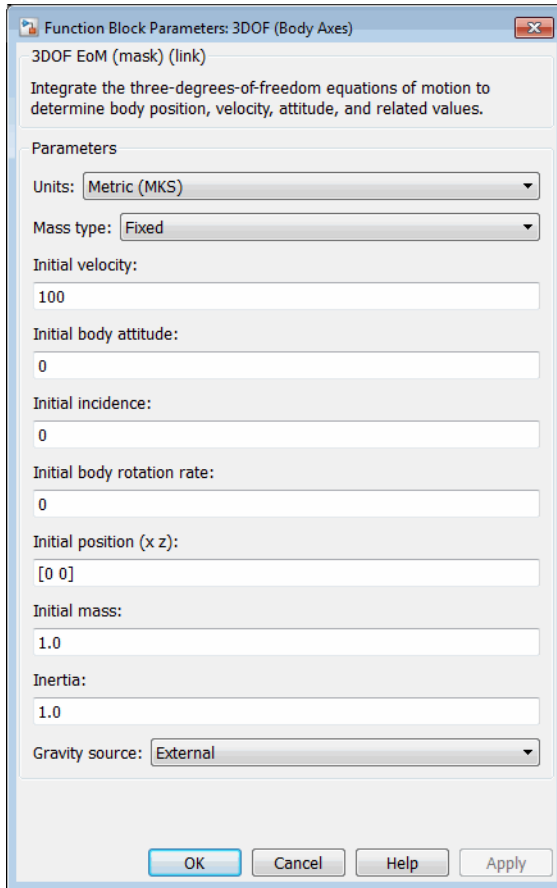 Function Block Parameters: 3DOF (Body Axes)
3DOF EoM (mask) (link)
Integrate the three-degrees-of-freedom equations of motion to
determine body position, velocity, attitude, and related values.
Parameters
Units: Metric (MKS)
Mass type: Fixed
Initial velocity:
100
Initial body attitude:
0
Initial incidence:
0
Initial body rotation rate:
0
Initial position (x z):
[0 0]
Initial mass:
1.0
Inertia:
1.0
Gravity source: External
OK Cancel Help Apply